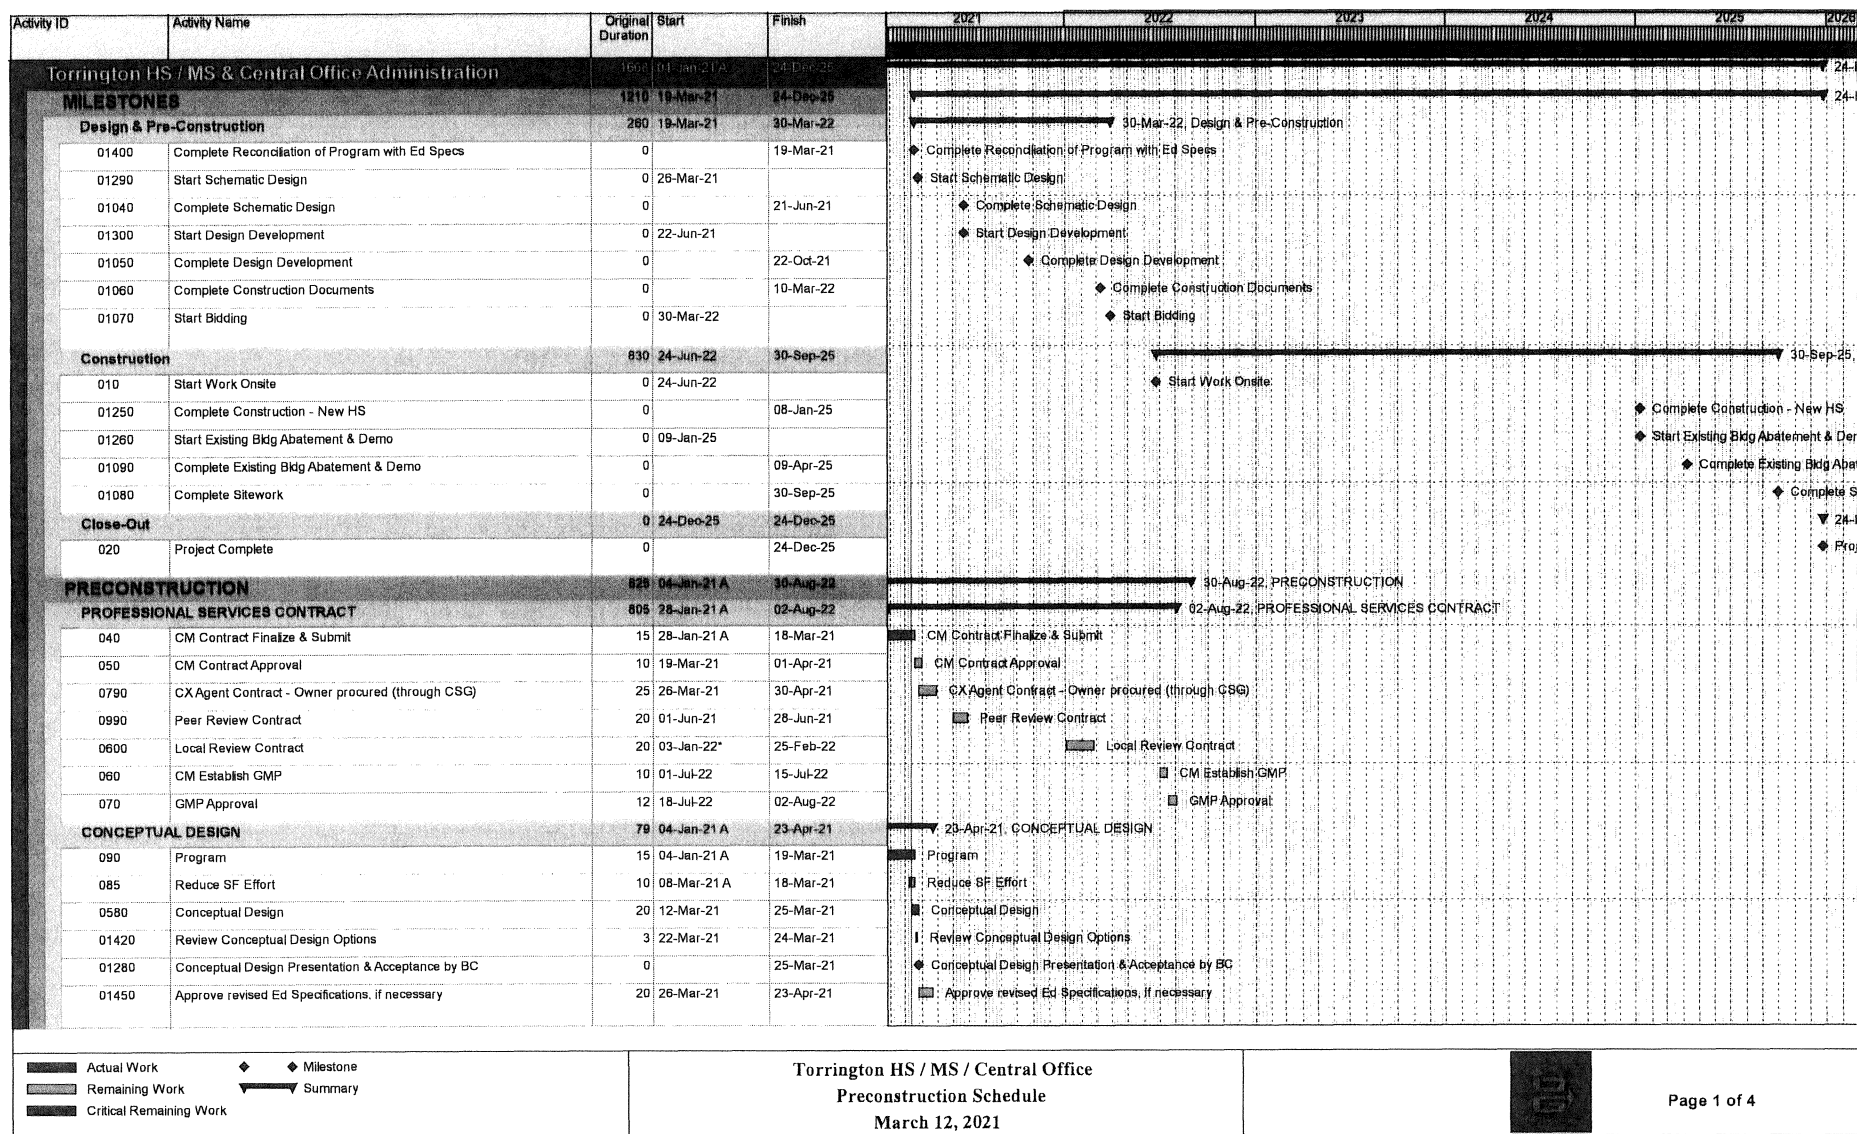 Activity ID Activity Name Original Duration Start Finish 2021 2022 2023 2024 2025 2026
Torrington HS / MS & Central Office Administration 01-Jan-21 A 24-Dec-25
MILESTONES 1210 19-Mar-21 24-Dec-25
Design & Pre-Construction 260 19-Mar-21 30-Mar-22 30-Mar-22, Design & Pre-Construction
01400 Complete Reconciliation of Program with Ed Specs 0 19-Mar-21 Complete Reconciliation of Program with Ed Specs
01290 Start Schematic Design 0 26-Mar-21 Start Schematic Design
01040 Complete Schematic Design 0 21-Jun-21 Complete Schematic Design
01300 Start Design Development 0 22-Jun-21 Start Design Development
01050 Complete Design Development 0 22-Oct-21 Complete Design Development
01060 Complete Construction Documents 0 10-Mar-22 Complete Construction Documents
01070 Start Bidding 0 30-Mar-22 Start Bidding
Construction 830 24-Jun-22 30-Sep-25 30-Sep-25,
010 Start Work Onsite 0 24-Jun-22 Start Work Onsite
01250 Complete Construction - New HS 0 08-Jan-25 Complete Construction - New HS
01260 Start Existing Bldg Abatement & Demo 0 09-Jan-25 Start Existing Bldg Abatement & Der
01090 Complete Existing Bldg Abatement & Demo 0 09-Apr-25 Complete Existing Bldg Aba
01080 Complete Sitework 0 30-Sep-25 Complete S
Close-Out 0 24-Dec-25 24-Dec-25 24-
020 Project Complete 0 24-Dec-25 Pro
PRECONSTRUCTION 04-Jan-21 A 30-Aug-22 30-Aug-22, PRECONSTRUCTION
PROFESSIONAL SERVICES CONTRACT 28-Jan-21 A 02-Aug-22 02-Aug-22, PROFESSIONAL SERVICES CONTRACT
040 CM Contract Finalize & Submit 15 28-Jan-21 A 18-Mar-21 CM Contract Finalize & Submit
050 CM Contract Approval 10 19-Mar-21 01-Apr-21 CM Contract Approval
0790 CX Agent Contract - Owner procured (through CSG) 25 26-Mar-21 30-Apr-21 CX Agent Contract - Owner procured (through CSG)
0990 Peer Review Contract 20 01-Jun-21 28-Jun-21 Peer Review Contract
0600 Local Review Contract 20 03-Jan-22* 25-Feb-22 Local Review Contract
060 CM Establish GMP 10 01-Jul-22 15-Jul-22 CM Establish GMP
070 GMP Approval 12 18-Jul-22 02-Aug-22 GMP Approval
CONCEPTUAL DESIGN 79 04-Jan-21 A 23-Apr-21 23-Apr-21, CONCEPTUAL DESIGN
090 Program 15 04-Jan-21 A 19-Mar-21 Program
085 Reduce SF Effort 10 08-Mar-21 A 18-Mar-21 Reduce SF Effort
0580 Conceptual Design 20 12-Mar-21 25-Mar-21 Conceptual Design
01420 Review Conceptual Design Options 3 22-Mar-21 24-Mar-21 Review Conceptual Design Options
01280 Conceptual Design Presentation & Acceptance by BC 0 25-Mar-21 Conceptual Design Presentation & Acceptance by BC
01450 Approve revised Ed Specifications, if necessary 20 26-Mar-21 23-Apr-21 Approve revised Ed Specifications, if necessary
Actual Work Milestone
Remaining Work Summary
Critical Remaining Work
Torrington HS / MS / Central Office
Preconstruction Schedule
March 12, 2021
Page 1 of 4